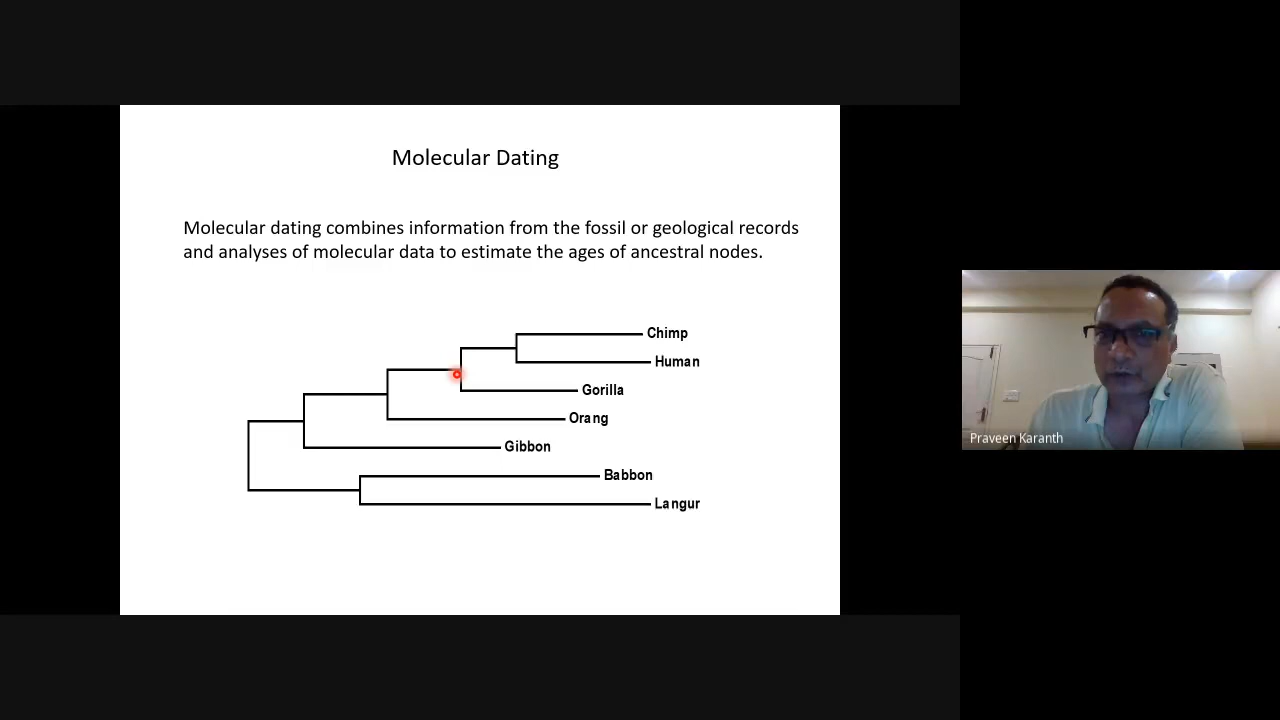 Molecular Dating
Molecular dating combines information from the fossil or geological records
and analyses of molecular data to estimate the ages of ancestral nodes.
Chimp
Human
Gorilla
Orang
Gibbon
Babbon
Langur
Praveen Karanth